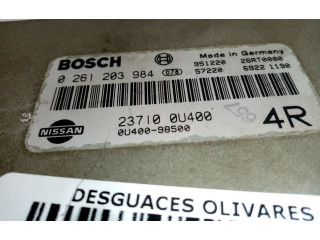 BOSCH
Made in Germany
951220 26RT0000
0 261 203 984 078 57220 6922 1190
23710 0U400
NISSAN
0U400-98500
4R
DESGUACES OLIVARES